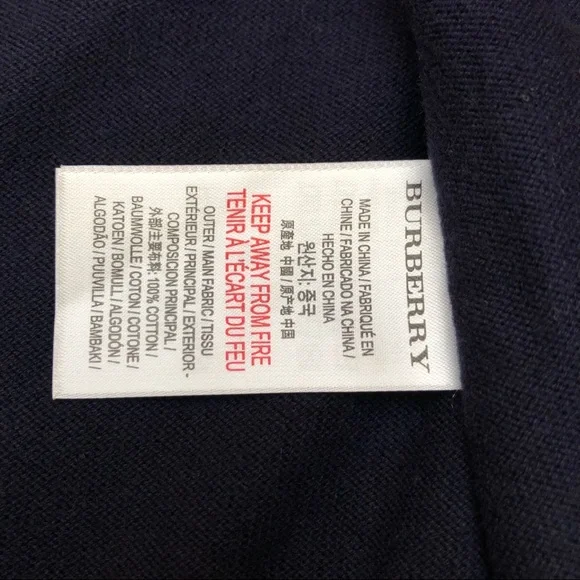 BURBERRY
MADE IN CHINA / FABRIQUÉ EN
CHINE / FABRICADO NA CHINA /
HECHO EN CHINA
원산지: 중국
原産地 中國 / 原产地 中国
KEEP AWAY FROM FIRE
TENIR À L'ÉCART DU FEU
OUTER / MAIN FABRIC / TISSU
EXTÉRIEUR / PRINCIPAL / EXTERIOR -
COMPOSICION PRINCIPAL /
外部/主要布料: 100% COTTON /
BAUMWOLLE / COTON / COTONE /
KATOEN / BOMULL / ALGODÓN /
ALGODÃO / PUUVILLA / BAMBAKI /